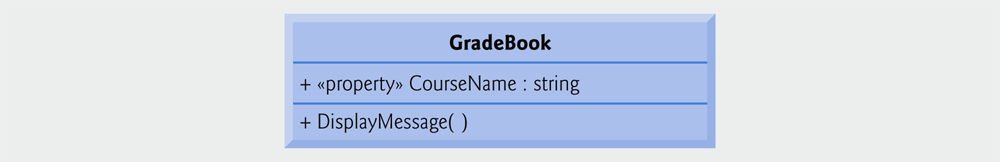 GradeBook
+ «property» CourseName : string
+ DisplayMessage( )